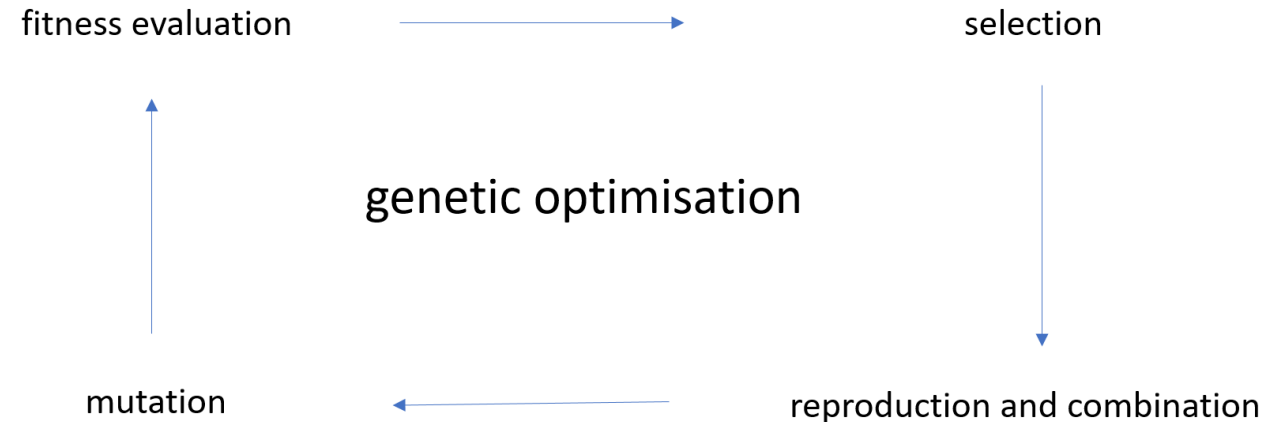 fitness evaluation
selection
genetic optimisation
mutation
reproduction and combination